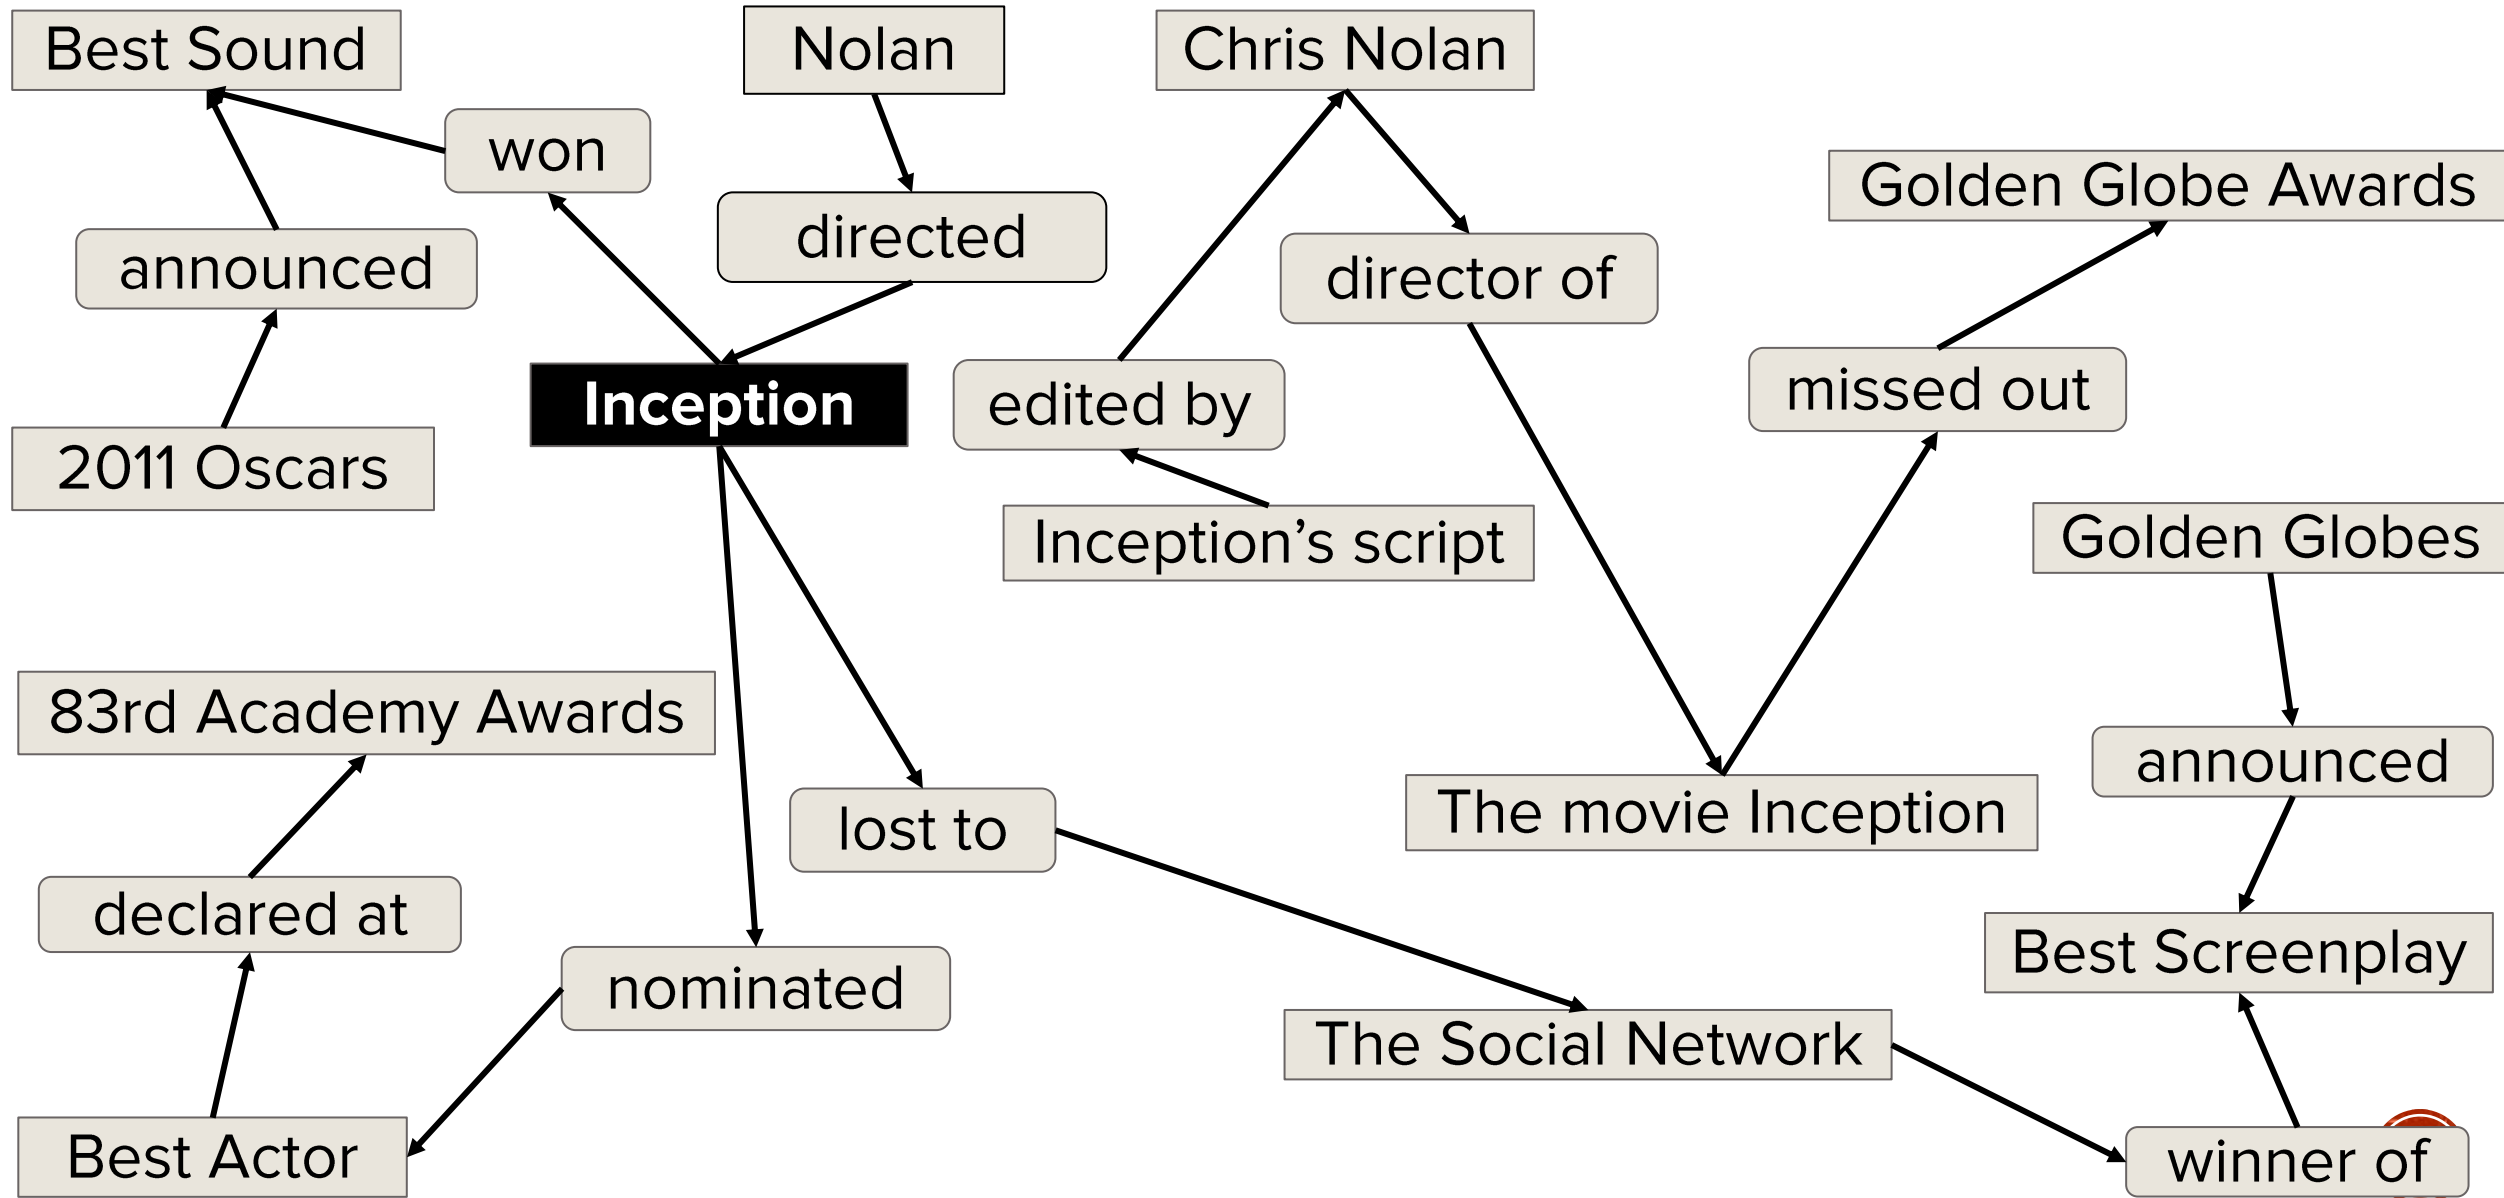 Best Sound
Nolan
Chris Nolan
won
Golden Globe Awards
directed
announced
director of
missed out
Inception
edited by
2011 Oscars
Inception’s script
Golden Globes
83rd Academy Awards
announced
lost to
The movie Inception
declared at
Best Screenplay
nominated
The Social Network
Best Actor
winner of